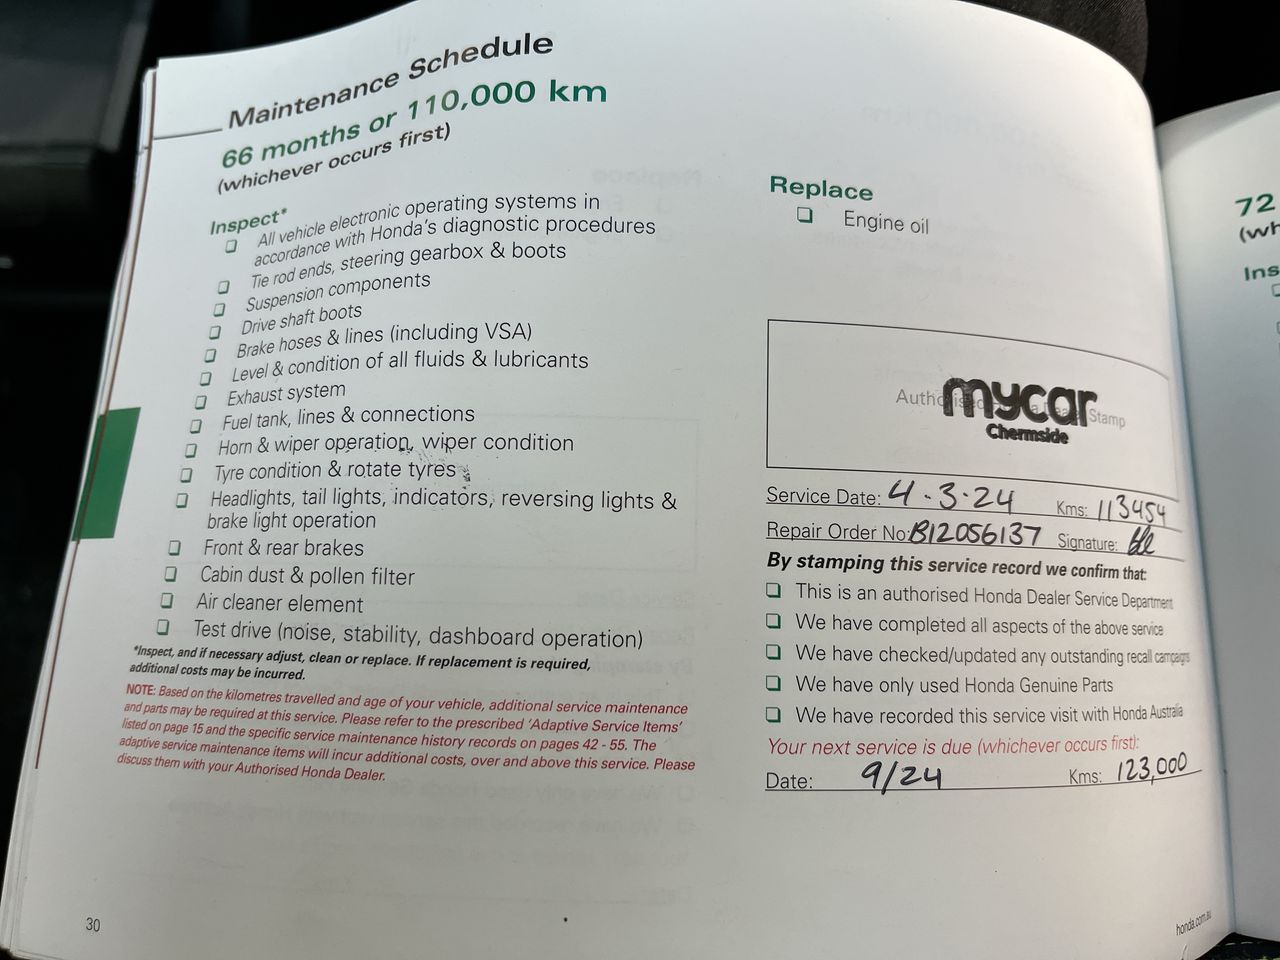 Maintenance Schedule
66 months or 110,000 km
(whichever occurs first)
Inspect*
❏ All vehicle electronic operating systems in
accordance with Honda's diagnostic procedures
❏ Tie rod ends, steering gearbox & boots
❏ Suspension components
❏ Drive shaft boots
❏ Brake hoses & lines (including VSA)
❏ Level & condition of all fluids & lubricants
❏ Exhaust system
❏ Fuel tank, lines & connections
❏ Horn & wiper operation, wiper condition
❏ Tyre condition & rotate tyres
❏ Headlights, tail lights, indicators, reversing lights &
brake light operation
❏ Front & rear brakes
❏ Cabin dust & pollen filter
❏ Air cleaner element
❏ Test drive (noise, stability, dashboard operation)
*Inspect, and if necessary adjust, clean or replace. If replacement is required,
additional costs may be incurred.
NOTE: Based on the kilometres travelled and age of your vehicle, additional service maintenance
and parts may be required at this service. Please refer to the prescribed 'Adaptive Service Items'
listed on page 15 and the specific service maintenance history records on pages 42 - 55. The
adaptive service maintenance items will incur additional costs, over and above this service. Please
discuss them with your Authorised Honda Dealer.
30
Replace
❏ Engine oil
Stamp
mycar
Chermside
Service Date: 4-3-24 Kms: 113454
Repair Order No: B12056137 Signature:
By stamping this service record we confirm that:
❏ This is an authorised Honda Dealer Service Department
❏ We have completed all aspects of the above service
❏ We have checked/updated any outstanding recall campaigns
❏ We have only used Honda Genuine Parts
❏ We have recorded this service visit with Honda Australia
Your next service is due (whichever occurs first):
Date: 9/24 Kms: 123,000
honda.com.au
72
(wh
Ins